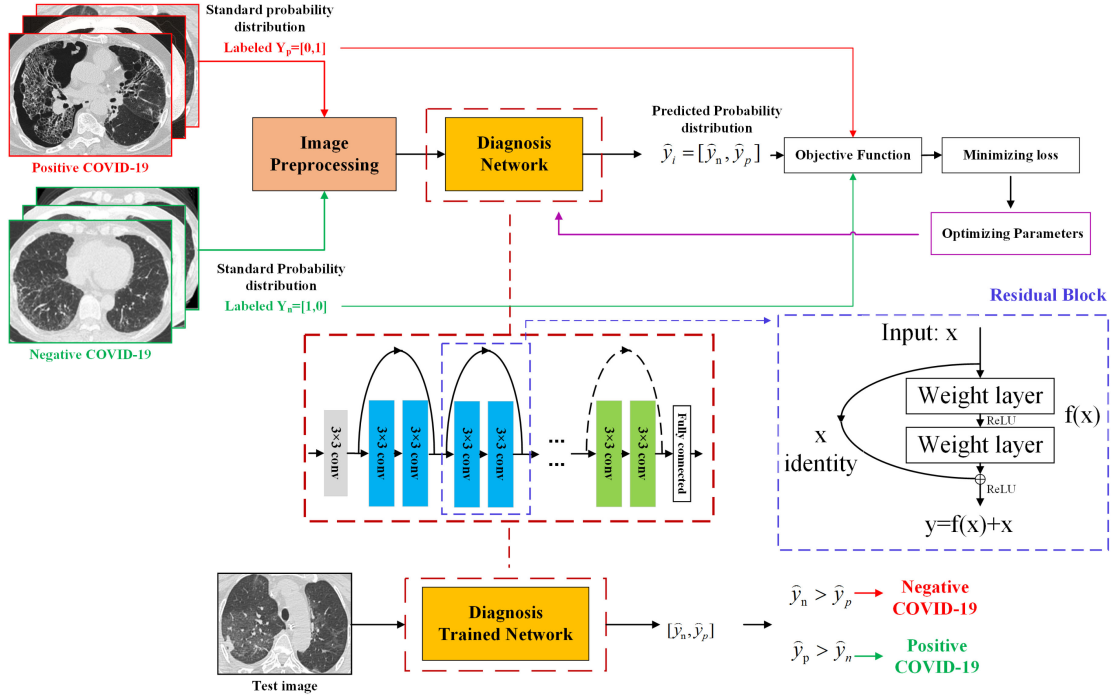 Standard probability
distribution
Labeled Yp=[0,1]
Positive COVID-19
Image
Preprocessing
Diagnosis
Network
Predicted Probability
distribution
ŷi = [ŷn, ŷp]
Objective Function
Minimizing loss
Optimizing Parameters
Standard Probability
distribution
Labeled Yn=[1,0]
Negative COVID-19
Residual Block
Input: x
Weight layer
ReLU
f(x)
Weight layer
x
identity
ReLU
y=f(x)+x
3×3 conv
3×3 conv
3×3 conv
3×3 conv
3×3 conv
...
...
3×3 conv
3×3 conv
Fully connected
Test image
Diagnosis
Trained Network
[ŷn, ŷp]
ŷn > ŷp
Negative
COVID-19
ŷp > ŷn
Positive
COVID-19